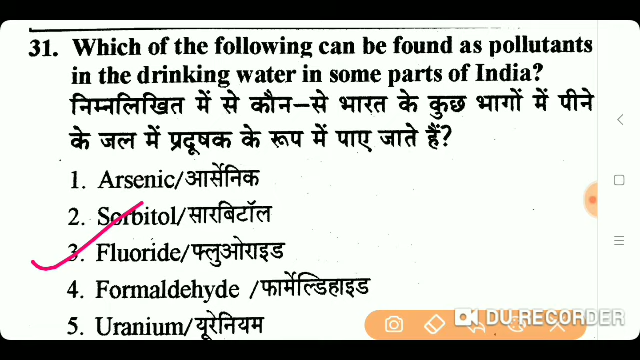 31. Which of the following can be found as pollutants
in the drinking water in some parts of India?
निम्नलिखित में से कौन-से भारत के कुछ भागों में पीने
के जल में प्रदूषक के रूप में पाए जाते हैं?
1. Arsenic/आर्सेनिक
2. Sorbitol/सारबिटॉल
3. Fluoride/फ्लुओराइड
4. Formaldehyde /फार्मेल्डिहाइड
5. Uranium/यूरेनियम
DU-RECORDER